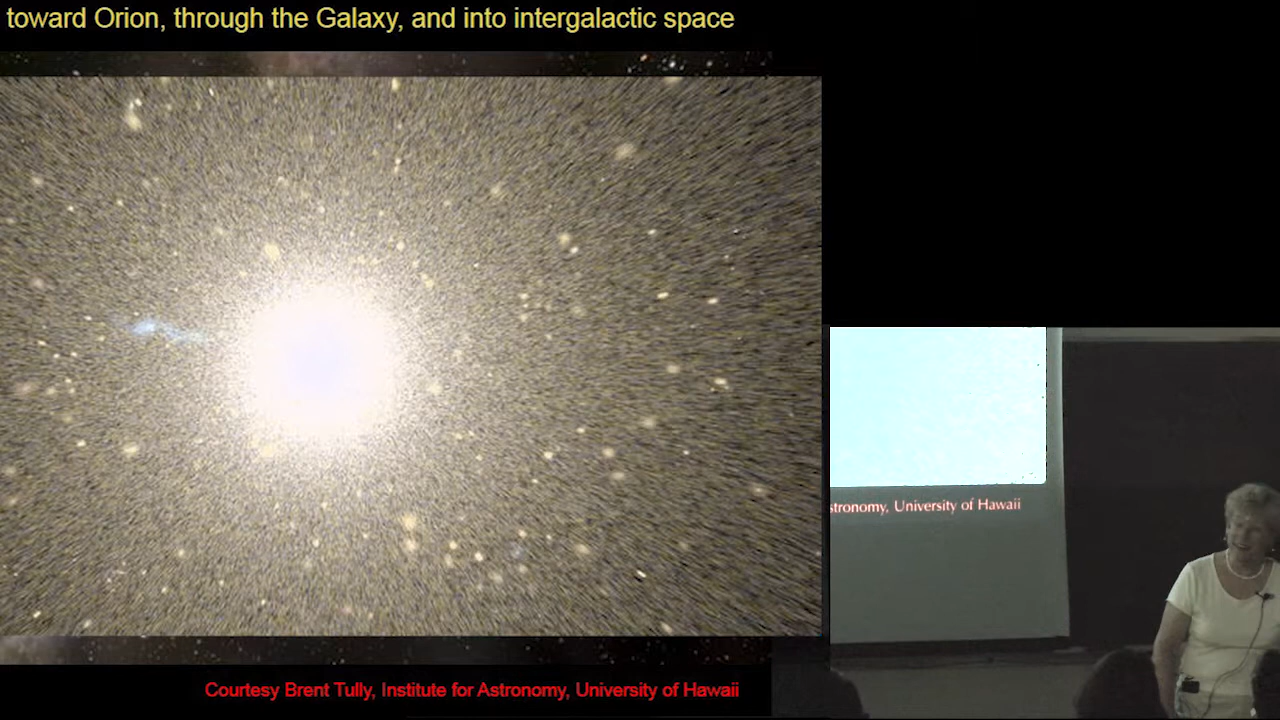 toward Orion, through the Galaxy, and into intergalactic space
stronomy, University of Hawaii
Courtesy Brent Tully, Institute for Astronomy, University of Hawaii